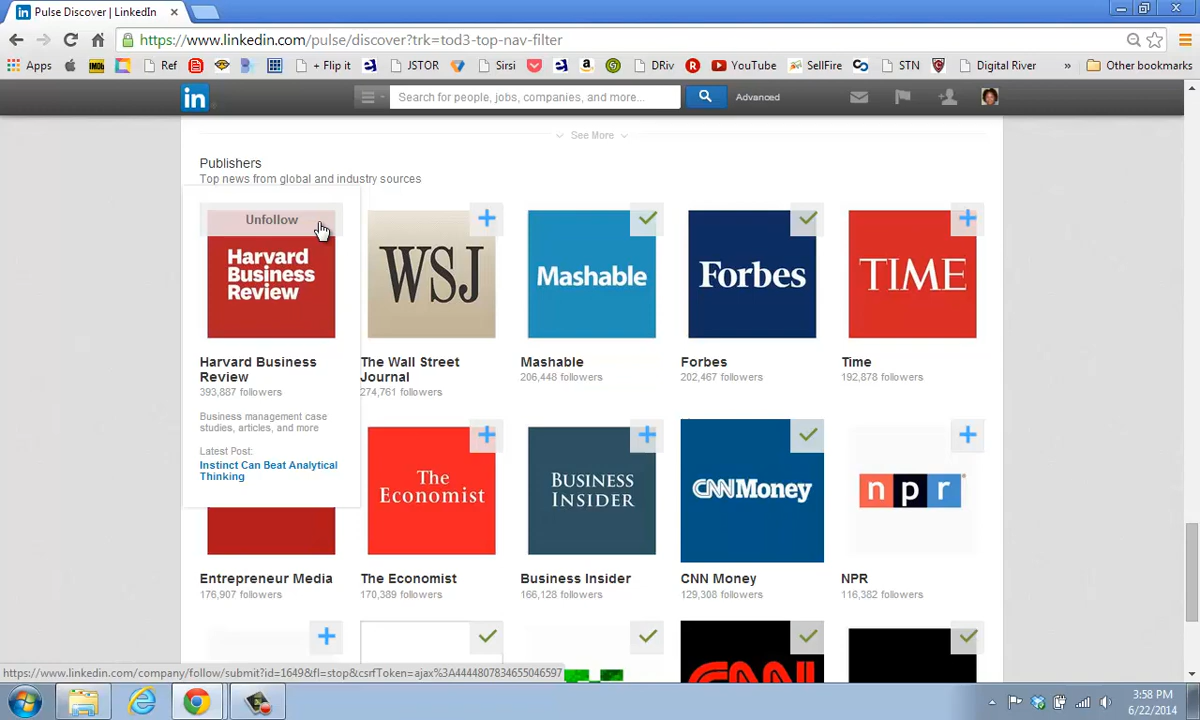 Pulse Discover | LinkedIn
https://www.linkedin.com/pulse/discover?trk=tod3-top-nav-filter
Apps IMDb Ref + Flip it JSTOR Sirsi DRiv YouTube SellFire STN Digital River » Other bookmarks
in Search for people, jobs, companies, and more... Advanced
See More
Publishers
Top news from global and industry sources
Unfollow
Harvard
Business
Review
WSJ
Mashable
Forbes
TIME
Harvard Business
Review
393,887 followers
Business management case
studies, articles, and more
Latest Post:
Instinct Can Beat Analytical
Thinking
The Wall Street
Journal
274,761 followers
Mashable
206,448 followers
Forbes
202,467 followers
Time
192,878 followers
The
Economist
BUSINESS
INSIDER
CNNMoney
npr
Entrepreneur Media
176,907 followers
The Economist
170,389 followers
Business Insider
166,128 followers
CNN Money
129,308 followers
NPR
116,382 followers
CNN
https://www.linkedin.com/company/follow/submit?id=1649&fl=stop&csrfToken=ajax%3A4444807834655046597
3:58 PM
6/22/2014